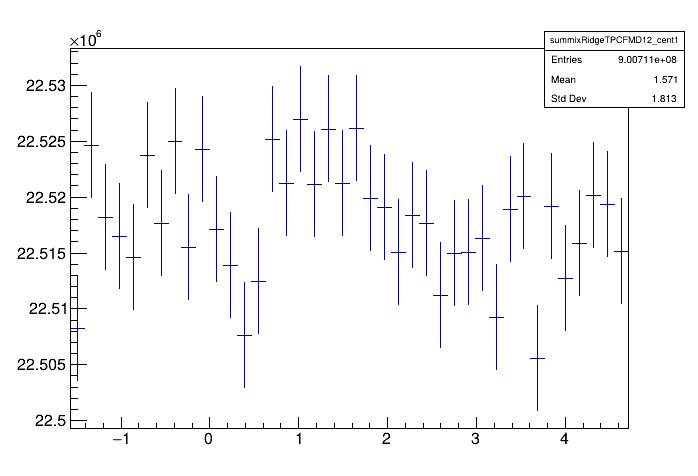 ×10⁶
summixRidgeTPCFMD12_cent1
Entries 9.00711e+08
Mean 1.571
Std Dev 1.813
22.53
22.525
22.52
22.515
22.51
22.505
22.5
−1 0 1 2 3 4